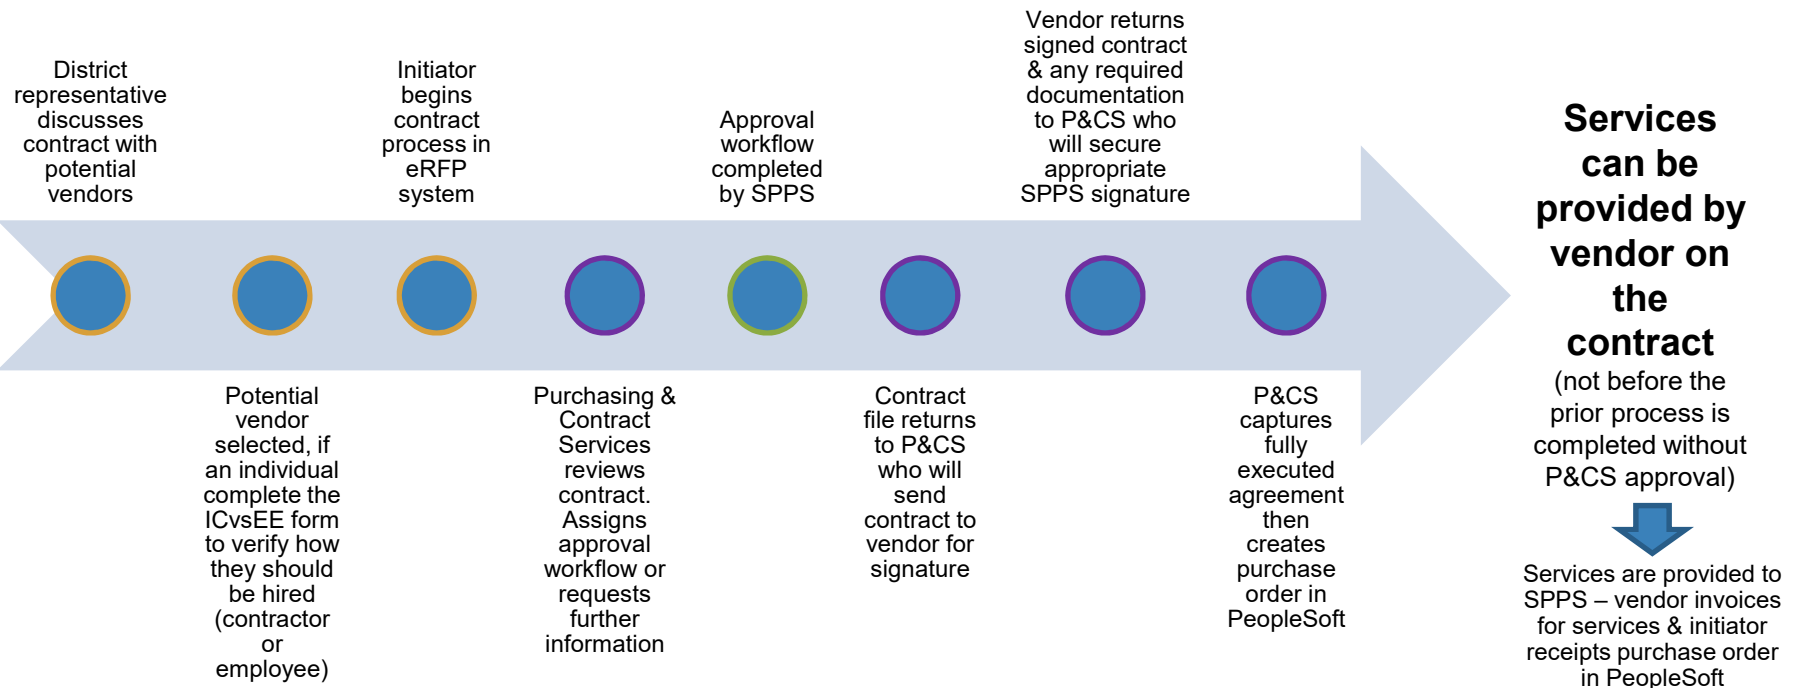 District
representative
discusses
contract with
potential
vendors
Potential
vendor
selected, if
an individual
complete the
ICvsEE form
to verify how
they should
be hired
(contractor
or
employee)
Initiator
begins
contract
process in
eRFP
system
Purchasing &
Contract
Services
reviews
contract.
Assigns
approval
workflow or
requests
further
information
Approval
workflow
completed
by SPPS
Contract
file returns
to P&CS
who will
send
contract to
vendor for
signature
Vendor returns
signed contract
& any required
documentation
to P&CS who
will secure
appropriate
SPPS signature
P&CS
captures
fully
executed
agreement
then
creates
purchase
order in
PeopleSoft
Services
can be
provided by
vendor on
the
contract
(not before the
prior process is
completed without
P&CS approval)
Services are provided to
SPPS – vendor invoices
for services & initiator
receipts purchase order
in PeopleSoft